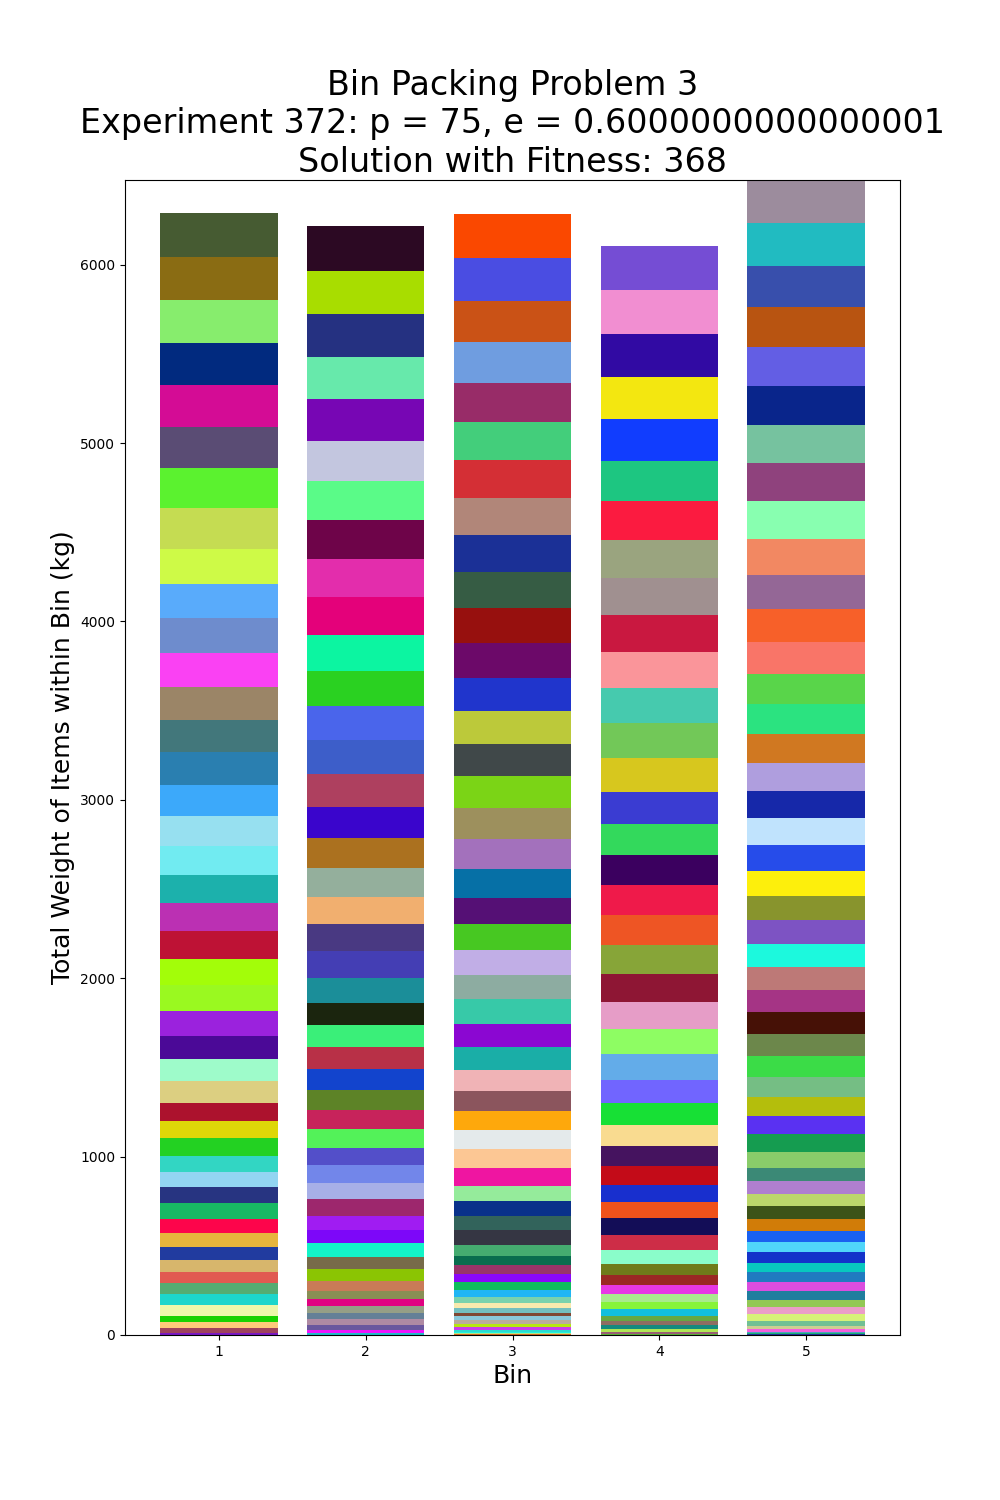 Bin Packing Problem 3
Experiment 372: p = 75, e = 0.6000000000000001
Solution with Fitness: 368
Total Weight of Items within Bin (kg)
6000
5000
4000
3000
2000
1000
0
1 2 3 4 5
Bin